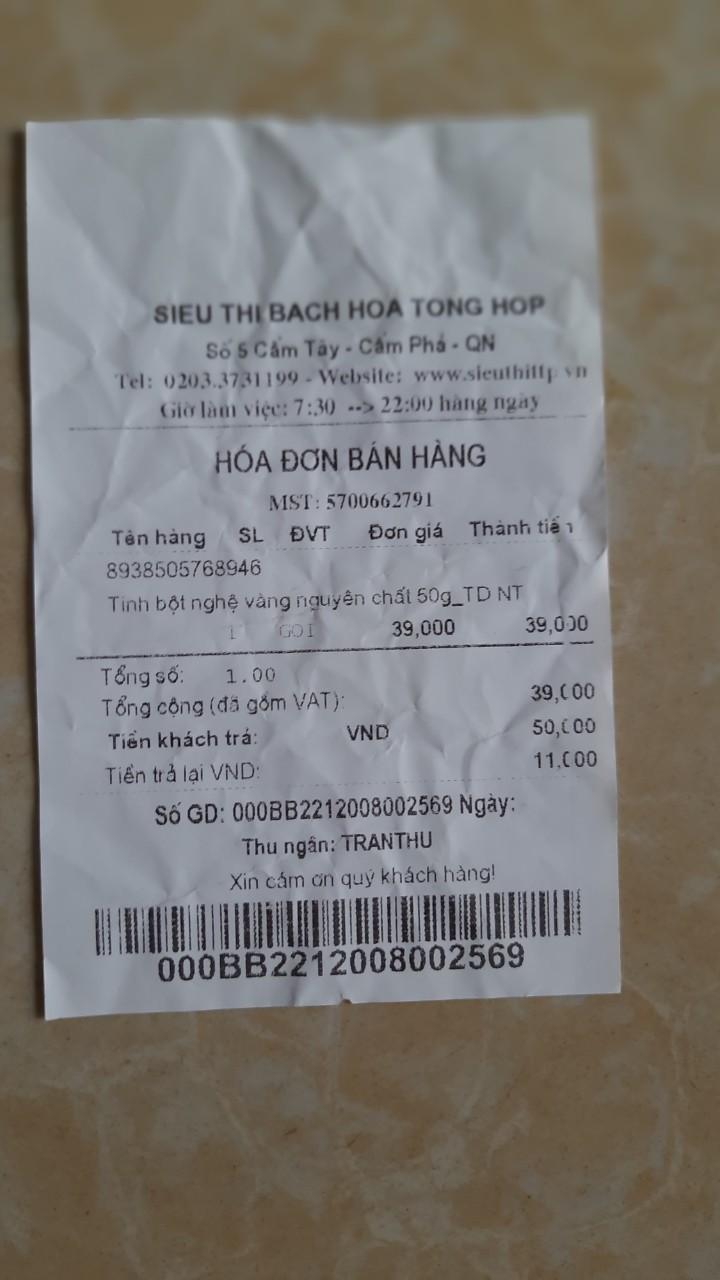 SIEU THI BACH HOA TONG HOP
Số 5 Cẩm Tây - Cẩm Phả - QN
Tel: 0203.3731199 - Website: www.sieuthittp.vn
Giờ làm việc: 7:30 --> 22:00 hàng ngày
HÓA ĐƠN BÁN HÀNG
MST: 5700662791
Tên hàng SL ĐVT Đơn giá Thành tiền
8938505768946
Tinh bột nghệ vàng nguyên chất 50g_TD NT
1 GOI 39,000 39,000
Tổng số: 1.00
Tổng cộng (đã gồm VAT): 39,000
Tiền khách trả: VND 50,000
Tiền trả lại VND: 11,000
Số GD: 000BB2212008002569 Ngày:
Thu ngân: TRANTHU
Xin cám ơn quý khách hàng!
000BB2212008002569